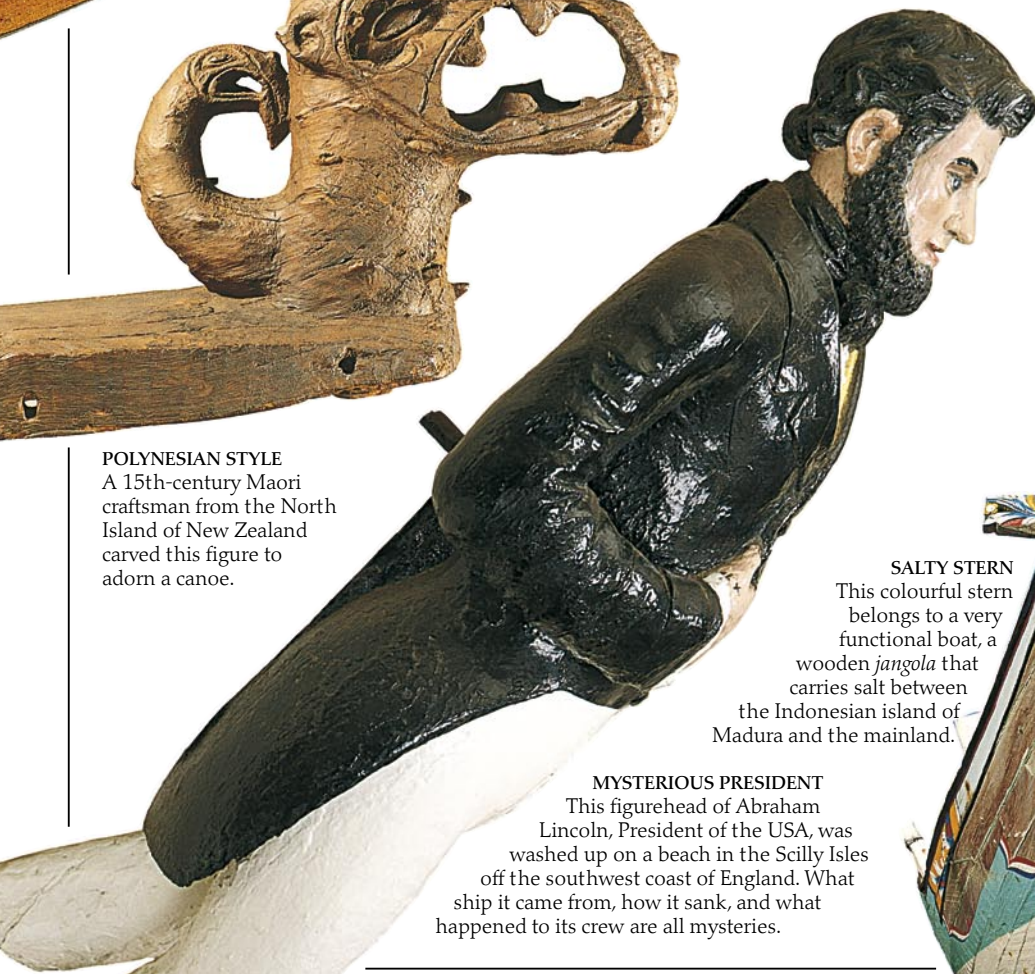 POLYNESIAN STYLE
A 15th-century Maori
craftsman from the North
Island of New Zealand
carved this figure to
adorn a canoe.
SALTY STERN
This colourful stern
belongs to a very
functional boat, a
wooden jangola that
carries salt between
the Indonesian island of
Madura and the mainland.
MYSTERIOUS PRESIDENT
This figurehead of Abraham
Lincoln, President of the USA, was
washed up on a beach in the Scilly Isles
off the southwest coast of England. What
ship it came from, how it sank, and what
happened to its crew are all mysteries.